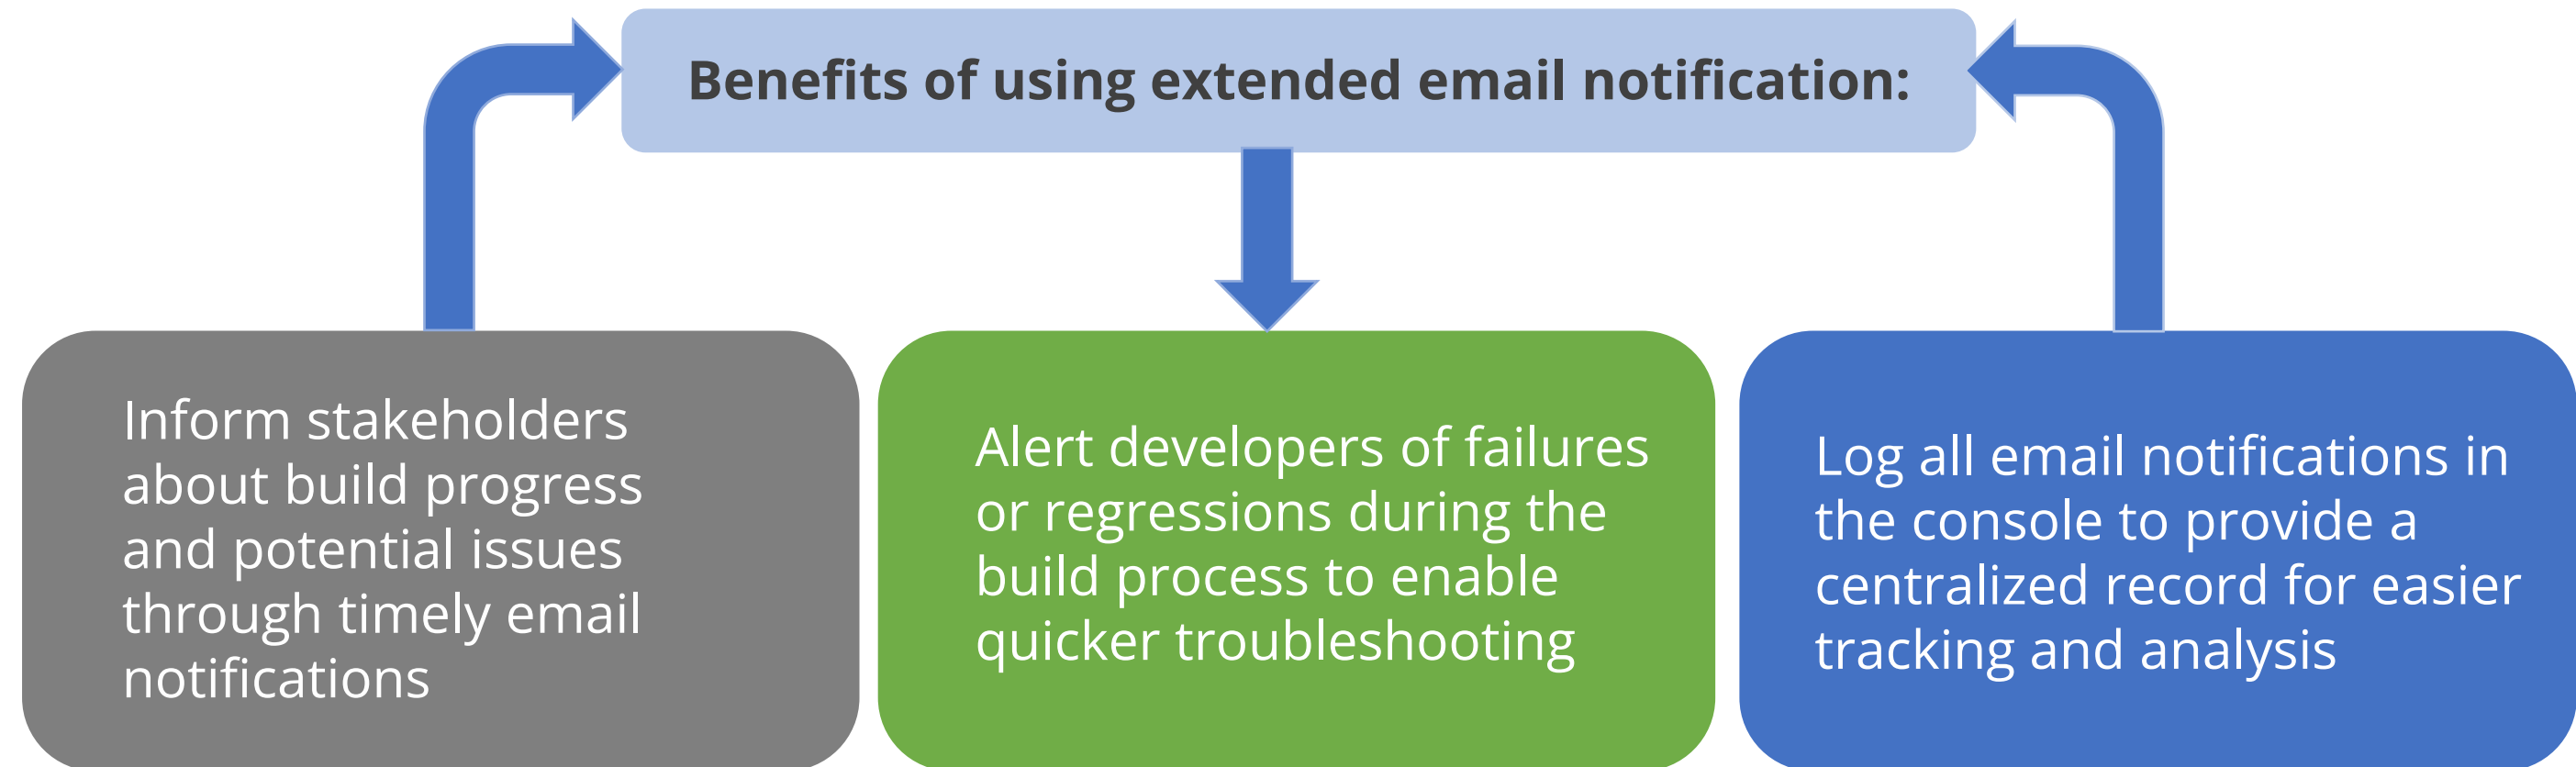 Benefits of using extended email notification:
Inform stakeholders
about build progress
and potential issues
through timely email
notifications
Alert developers of failures
or regressions during the
build process to enable
quicker troubleshooting
Log all email notifications in
the console to provide a
centralized record for easier
tracking and analysis